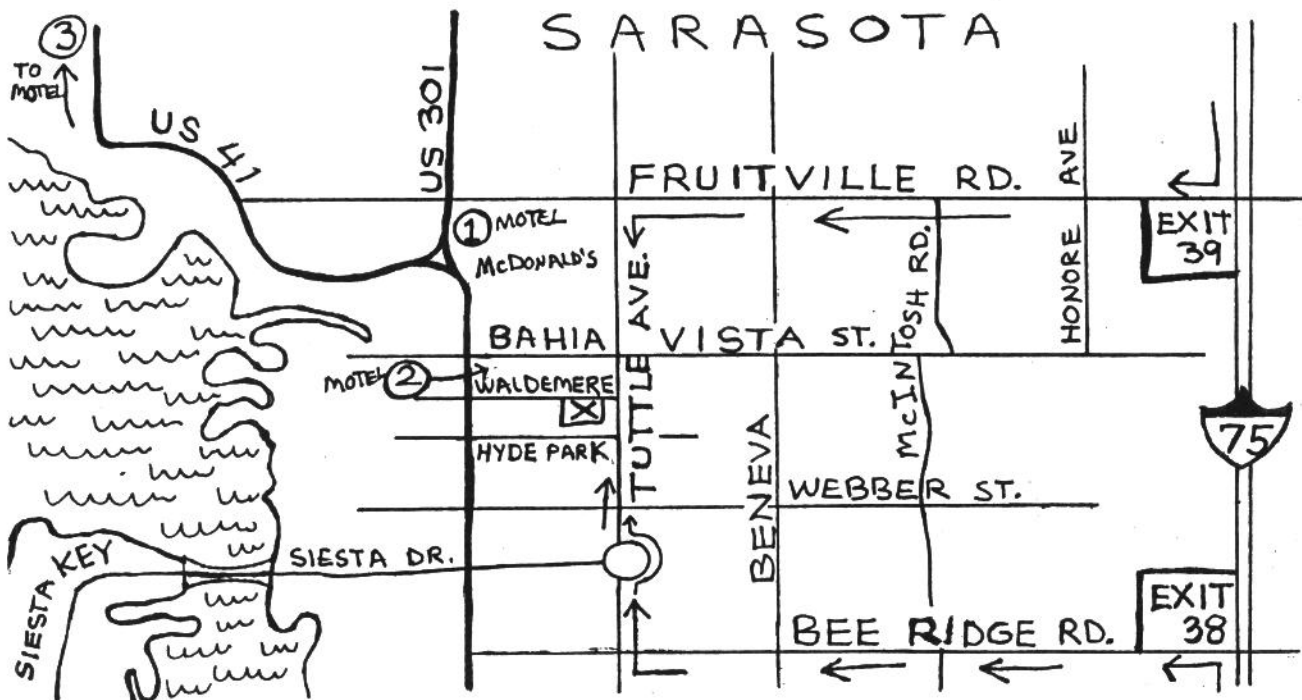 SARASOTA
3
TO
MOTEL
US 41
US 301
FRUITVILLE RD.
HONORE AVE
EXIT
39
1 MOTEL
McDONALD'S
TUTTLE AVE.
McINTOSH RD.
BAHIA VISTA ST.
MOTEL 2
WALDEMERE
X
HYDE PARK
BENEVA
75
WEBBER ST.
SIESTA KEY
SIESTA DR.
EXIT
38
BEE RIDGE RD.